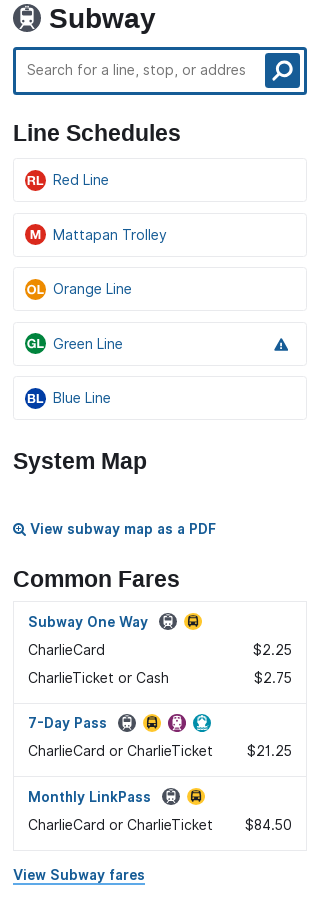 Subway
Search for a line, stop, or addres
Line Schedules
RL Red Line
M Mattapan Trolley
OL Orange Line
GL Green Line
BL Blue Line
System Map
View subway map as a PDF
Common Fares
Subway One Way
CharlieCard $2.25
CharlieTicket or Cash $2.75
7-Day Pass
CharlieCard or CharlieTicket $21.25
Monthly LinkPass
CharlieCard or CharlieTicket $84.50
View Subway fares